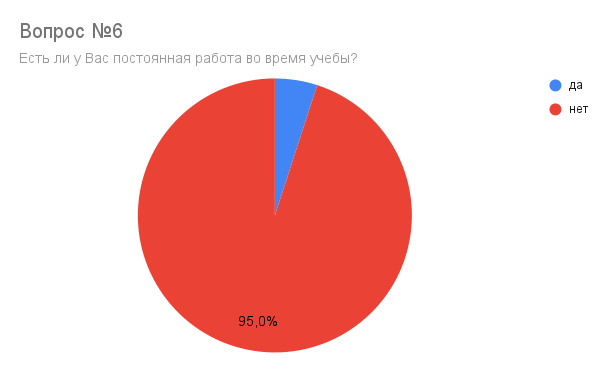 Вопрос №6
Есть ли у Вас постоянная работа во время учебы?
да
нет
95,0%